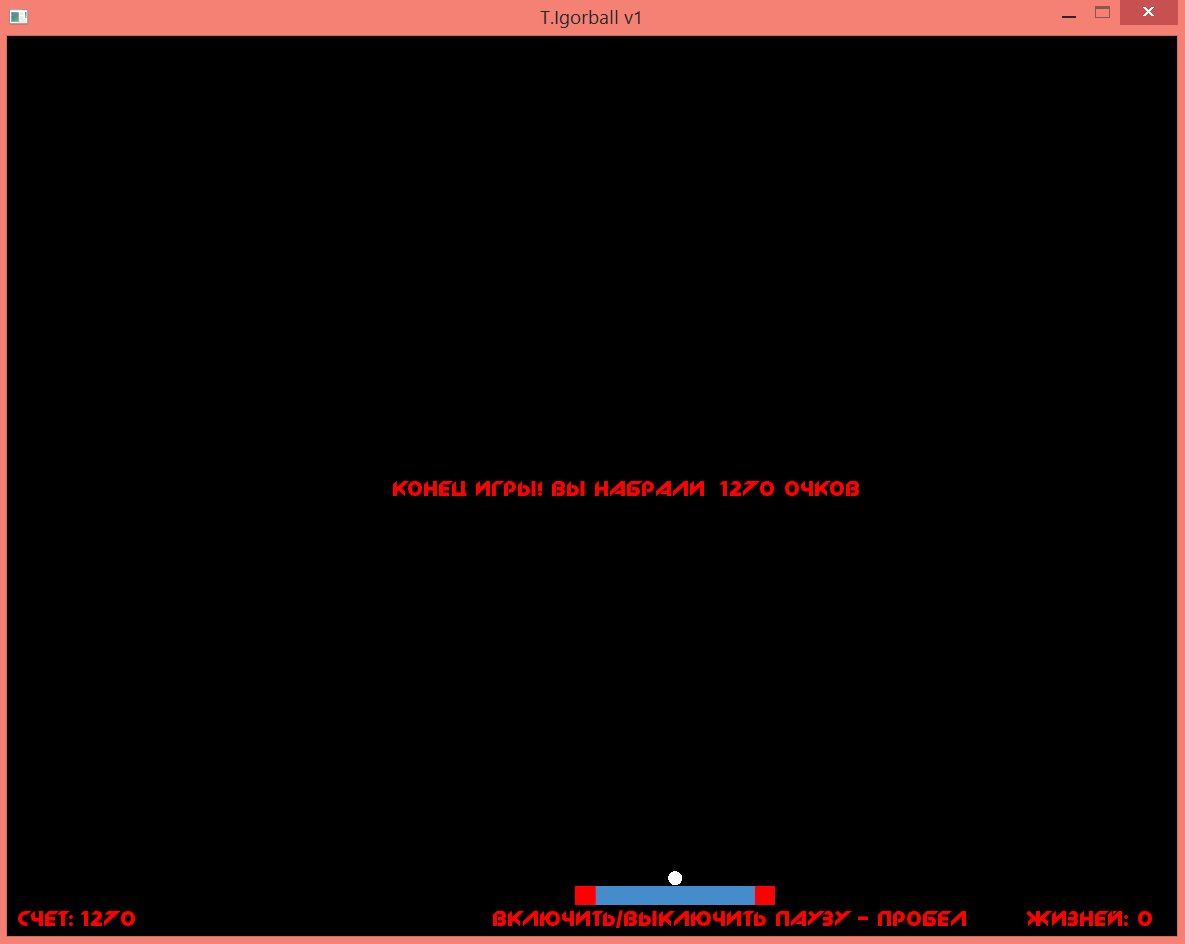 T.Igorball v1
КОНЕЦ ИГРЫ! ВЫ НАБРАЛИ 1270 ОЧКОВ
СЧЕТ: 1270 ВКЛЮЧИТЬ/ВЫКЛЮЧИТЬ ПАУЗУ - ПРОБЕЛ ЖИЗНЕЙ: 0